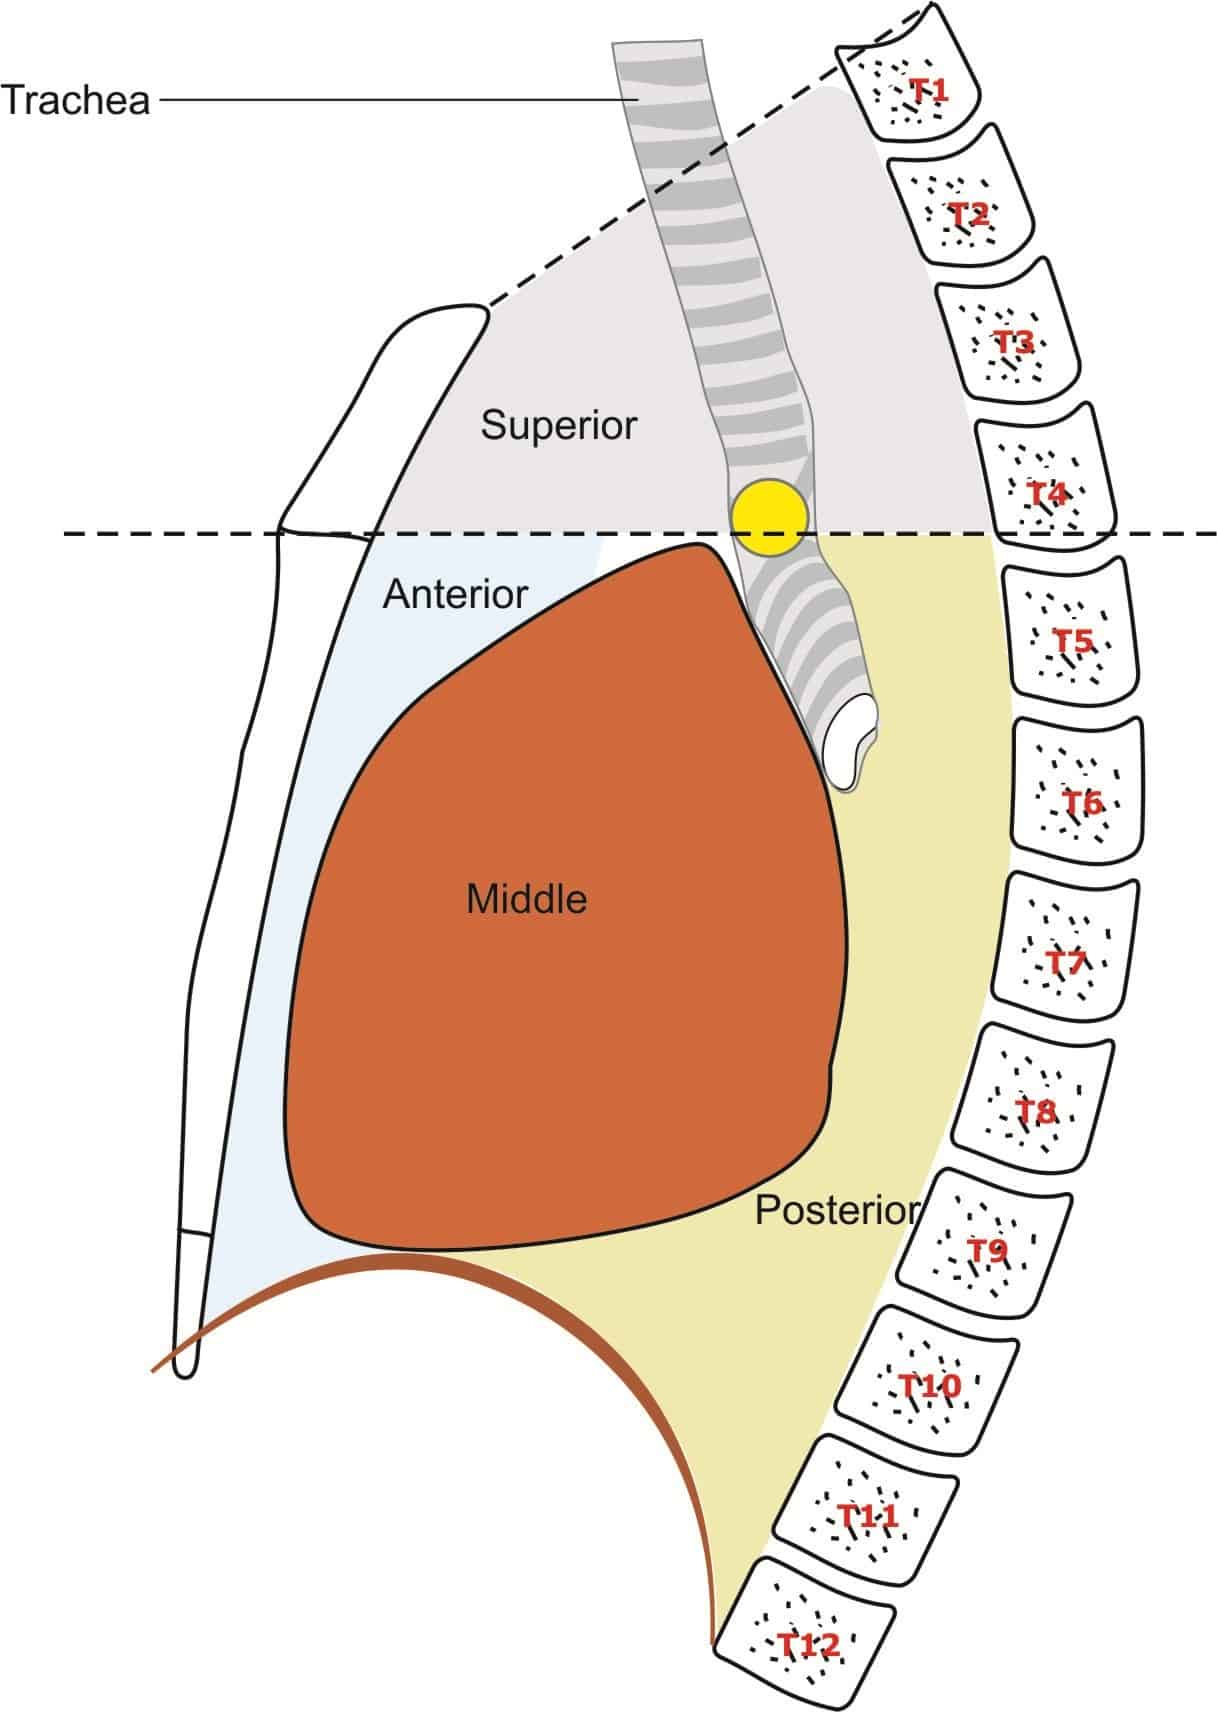 T1
Trachea
T2
T3
Superior
T4
Anterior
T5
T6
Middle
T7
T8
Posterior
T9
T10
T11
T12